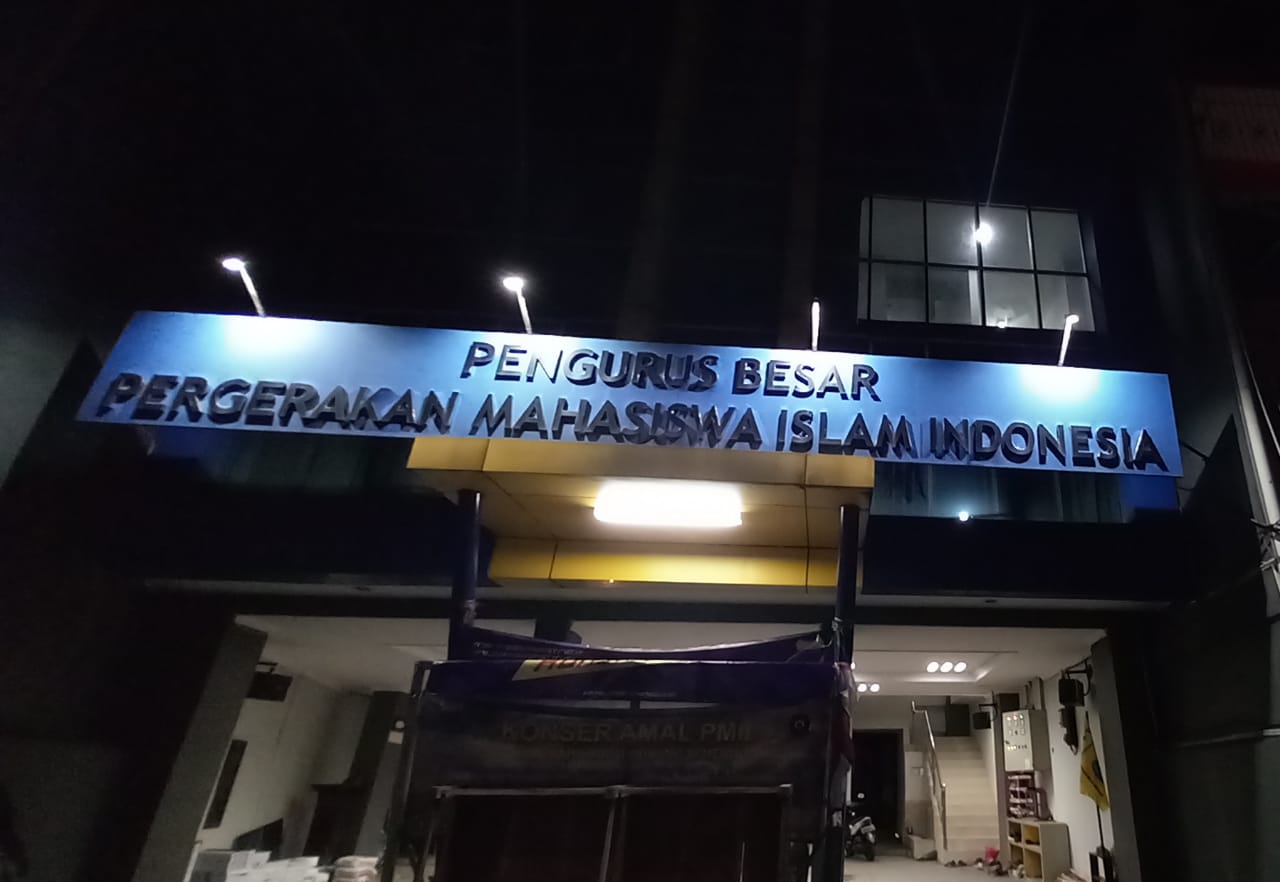 PENGURUS BESAR
PERGERAKAN MAHASISWA ISLAM INDONESIA
KONSER AMAL PMII